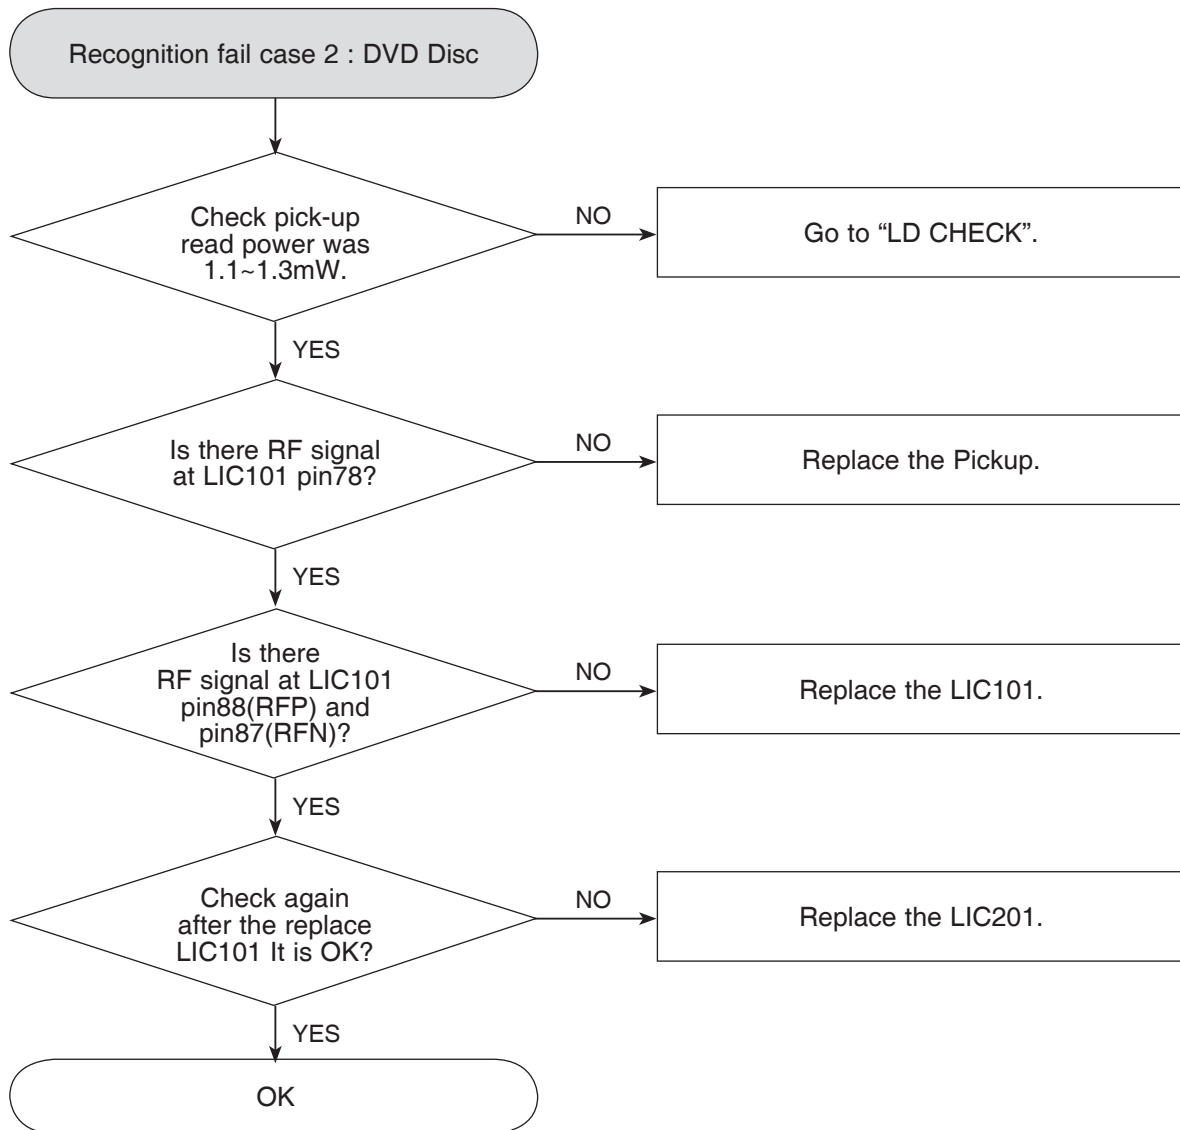 Recognition fail case 2 : DVD Disc
Check pick-up
read power was
1.1~1.3mW.
NO
Go to “LD CHECK”.
YES
Is there RF signal
at LIC101 pin78?
NO
Replace the Pickup.
YES
Is there
RF signal at LIC101
pin88(RFP) and
pin87(RFN)?
NO
Replace the LIC101.
YES
Check again
after the replace
LIC101 It is OK?
NO
Replace the LIC201.
YES
OK